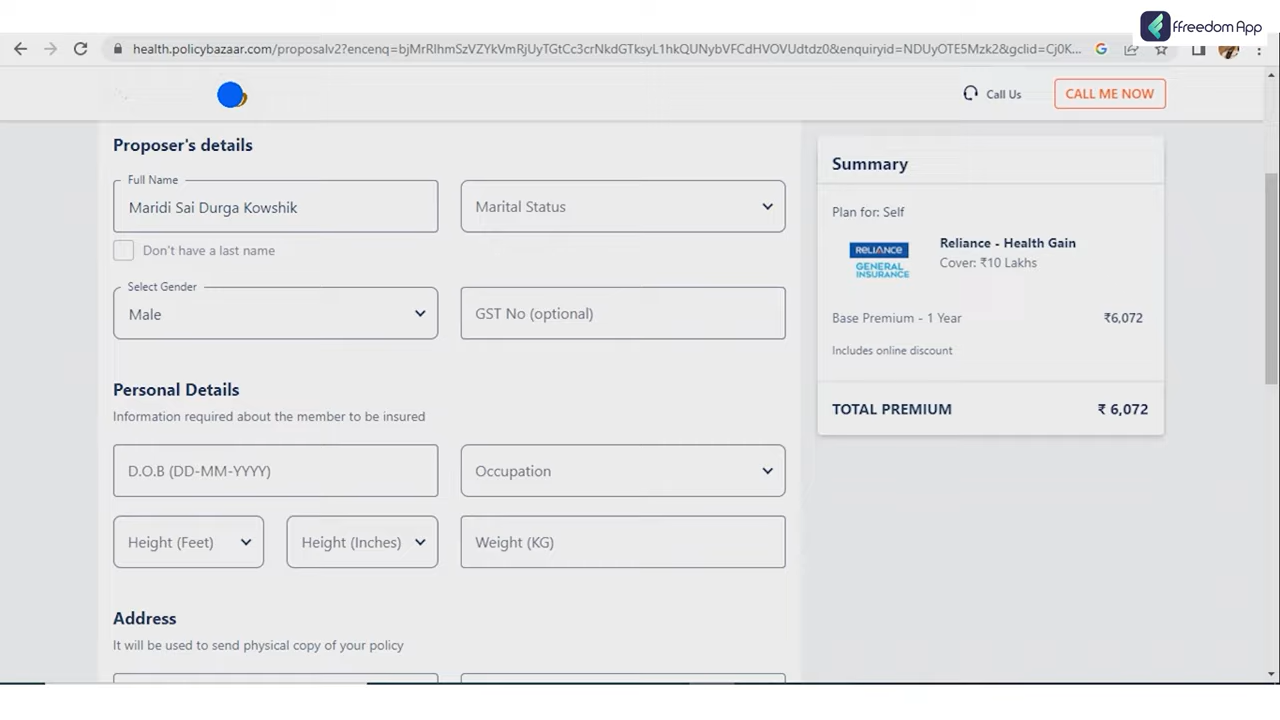 ffreedom App
health.policybazaar.com/proposalv2?encenq=bjMrRlhmSzVZYkVmRjUyTGtCc3crNkdGTksyL1hkQUNybVFCdHVOVUdtdz0&enquiryid=NDUyOTE5Mzk2&gclid=Cj0K...
Call Us
CALL ME NOW
Proposer's details
Full Name
Maridi Sai Durga Kowshik
Marital Status
Don't have a last name
Select Gender
Male
GST No (optional)
Personal Details
Information required about the member to be insured
D.O.B (DD-MM-YYYY)
Occupation
Height (Feet)
Height (Inches)
Weight (KG)
Address
It will be used to send physical copy of your policy
Summary
Plan for: Self
RELIANCE
GENERAL
INSURANCE
Reliance - Health Gain
Cover: ₹10 Lakhs
Base Premium - 1 Year ₹6,072
Includes online discount
TOTAL PREMIUM ₹ 6,072